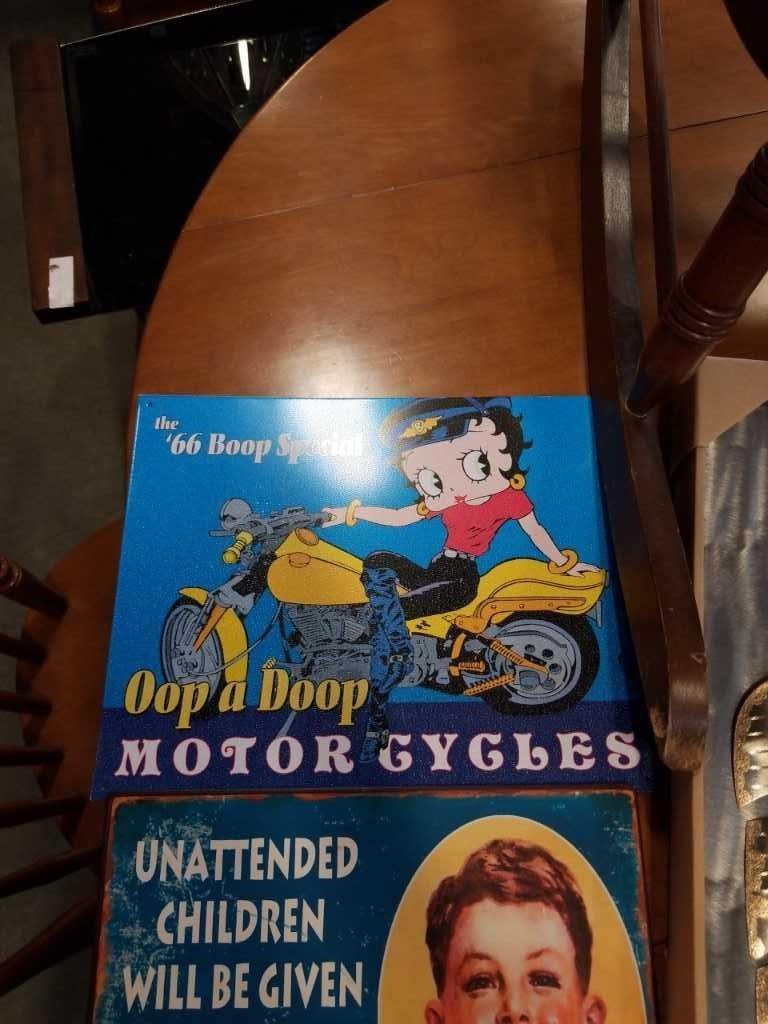 the
'66 Boop Special
Oop a Doop
MOTORCYCLES
UNATTENDED
CHILDREN
WILL BE GIVEN